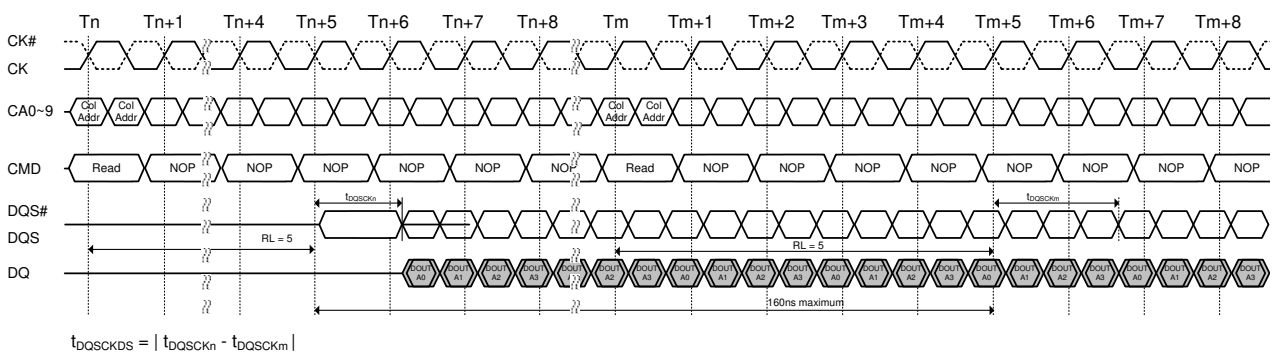 Tn Tn+1 Tn+4 Tn+5 Tn+6 Tn+7 Tn+8 Tm Tm+1 Tm+2 Tm+3 Tm+4 Tm+5 Tm+6 Tm+7 Tm+8
CK#
CK
CA0~9 Col Addr Col Addr Col Addr Col Addr
CMD Read NOP NOP NOP NOP NOP NOP Read NOP NOP NOP NOP NOP NOP NOP NOP
tDQSCKn tDQSCKm
DQS#
DQS
RL = 5 RL = 5
DQ DOUT A0 DOUT A1 DOUT A2 DOUT A3 DOUT A2 DOUT A3 DOUT A0 DOUT A1 DOUT A2 DOUT A3 DOUT A0 DOUT A1 DOUT A2 DOUT A3 DOUT A0 DOUT A1 DOUT A2 DOUT A3 DOUT A0 DOUT A1 DOUT A2 DOUT A3
160ns maximum
tDQSCKDS = | tDQSCKn - tDQSCKm |